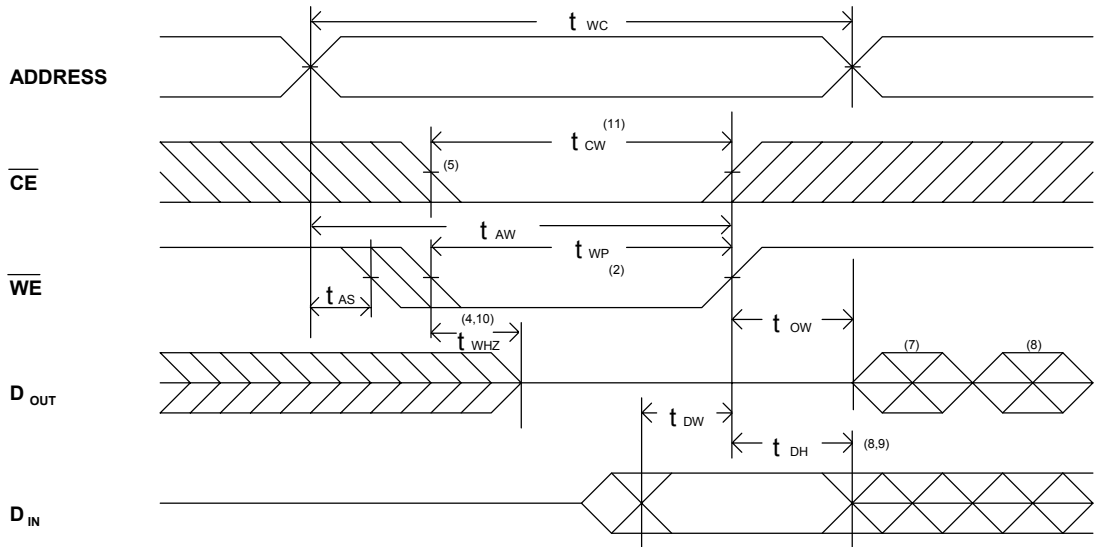 t WC
ADDRESS
t CW (11)
CE (5)
t AW
t WP (2)
WE
t AS
t WHZ (4,10)
t OW
D OUT (7) (8)
t DW
t DH (8,9)
D IN